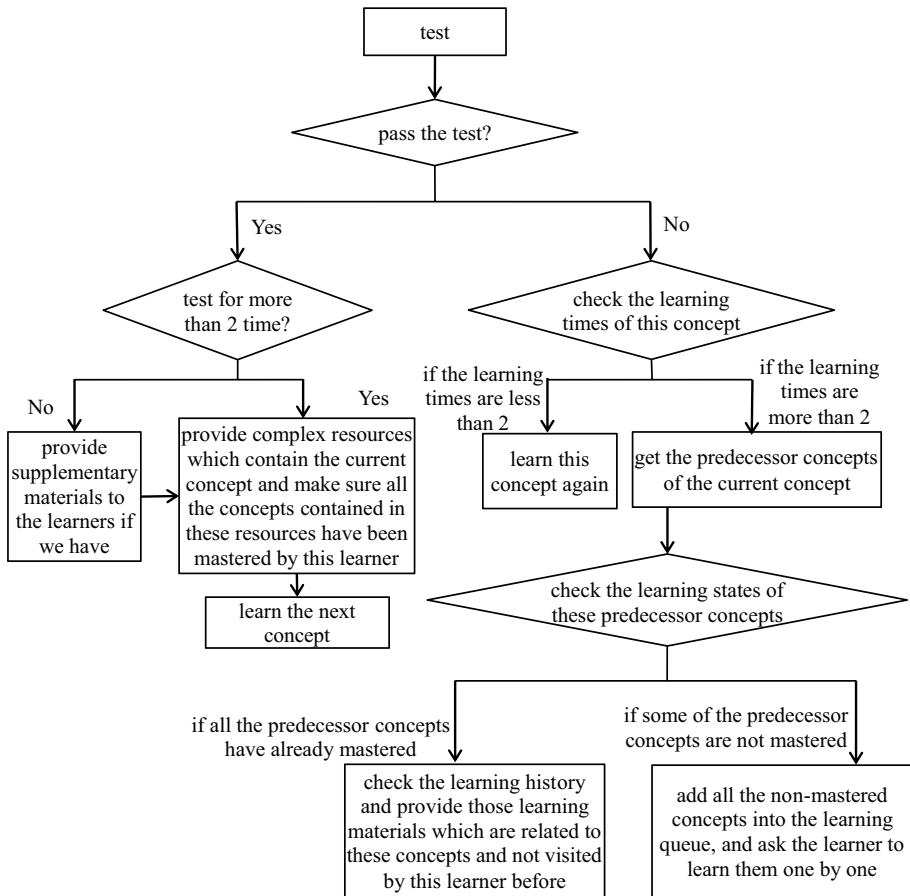 test
pass the test?
Yes
No
test for more
than 2 time?
check the learning
times of this concept
No
Yes
if the learning
times are less
than 2
if the learning
times are
more than 2
provide
supplementary
materials to
the learners if
we have
provide complex resources
which contain the current
concept and make sure all
the concepts contained in
these resources have been
mastered by this learner
learn this
concept again
get the predecessor concepts
of the current concept
learn the next
concept
check the learning states of
these predecessor concepts
if all the predecessor concepts
have already mastered
if some of the predecessor
concepts are not mastered
check the learning history
and provide those learning
materials which are related to
these concepts and not visited
by this learner before
add all the non-mastered
concepts into the learning
queue, and ask the learner to
learn them one by one